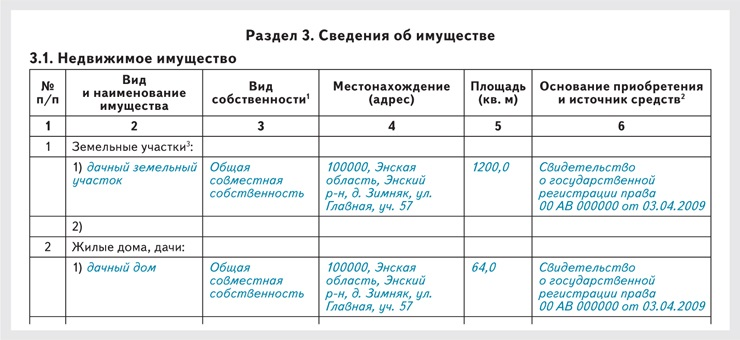 Раздел 3. Сведения об имуществе
3.1. Недвижимое имущество
№ п/п
Вид и наименование имущества
Вид собственности¹
Местонахождение (адрес)
Площадь (кв. м)
Основание приобретения и источник средств²
1 2 3 4 5 6
1 Земельные участки³:
1) дачный земельный участок
Общая совместная собственность
100000, Энская область, Энский р-н, д. Зимняк, ул. Главная, уч. 57
1200,0
Свидетельство о государственной регистрации права 00 АВ 000000 от 03.04.2009
2)
2 Жилые дома, дачи:
1) дачный дом
Общая совместная собственность
100000, Энская область, Энский р-н, д. Зимняк, ул. Главная, уч. 57
64,0
Свидетельство о государственной регистрации права 00 АВ 000000 от 03.04.2009